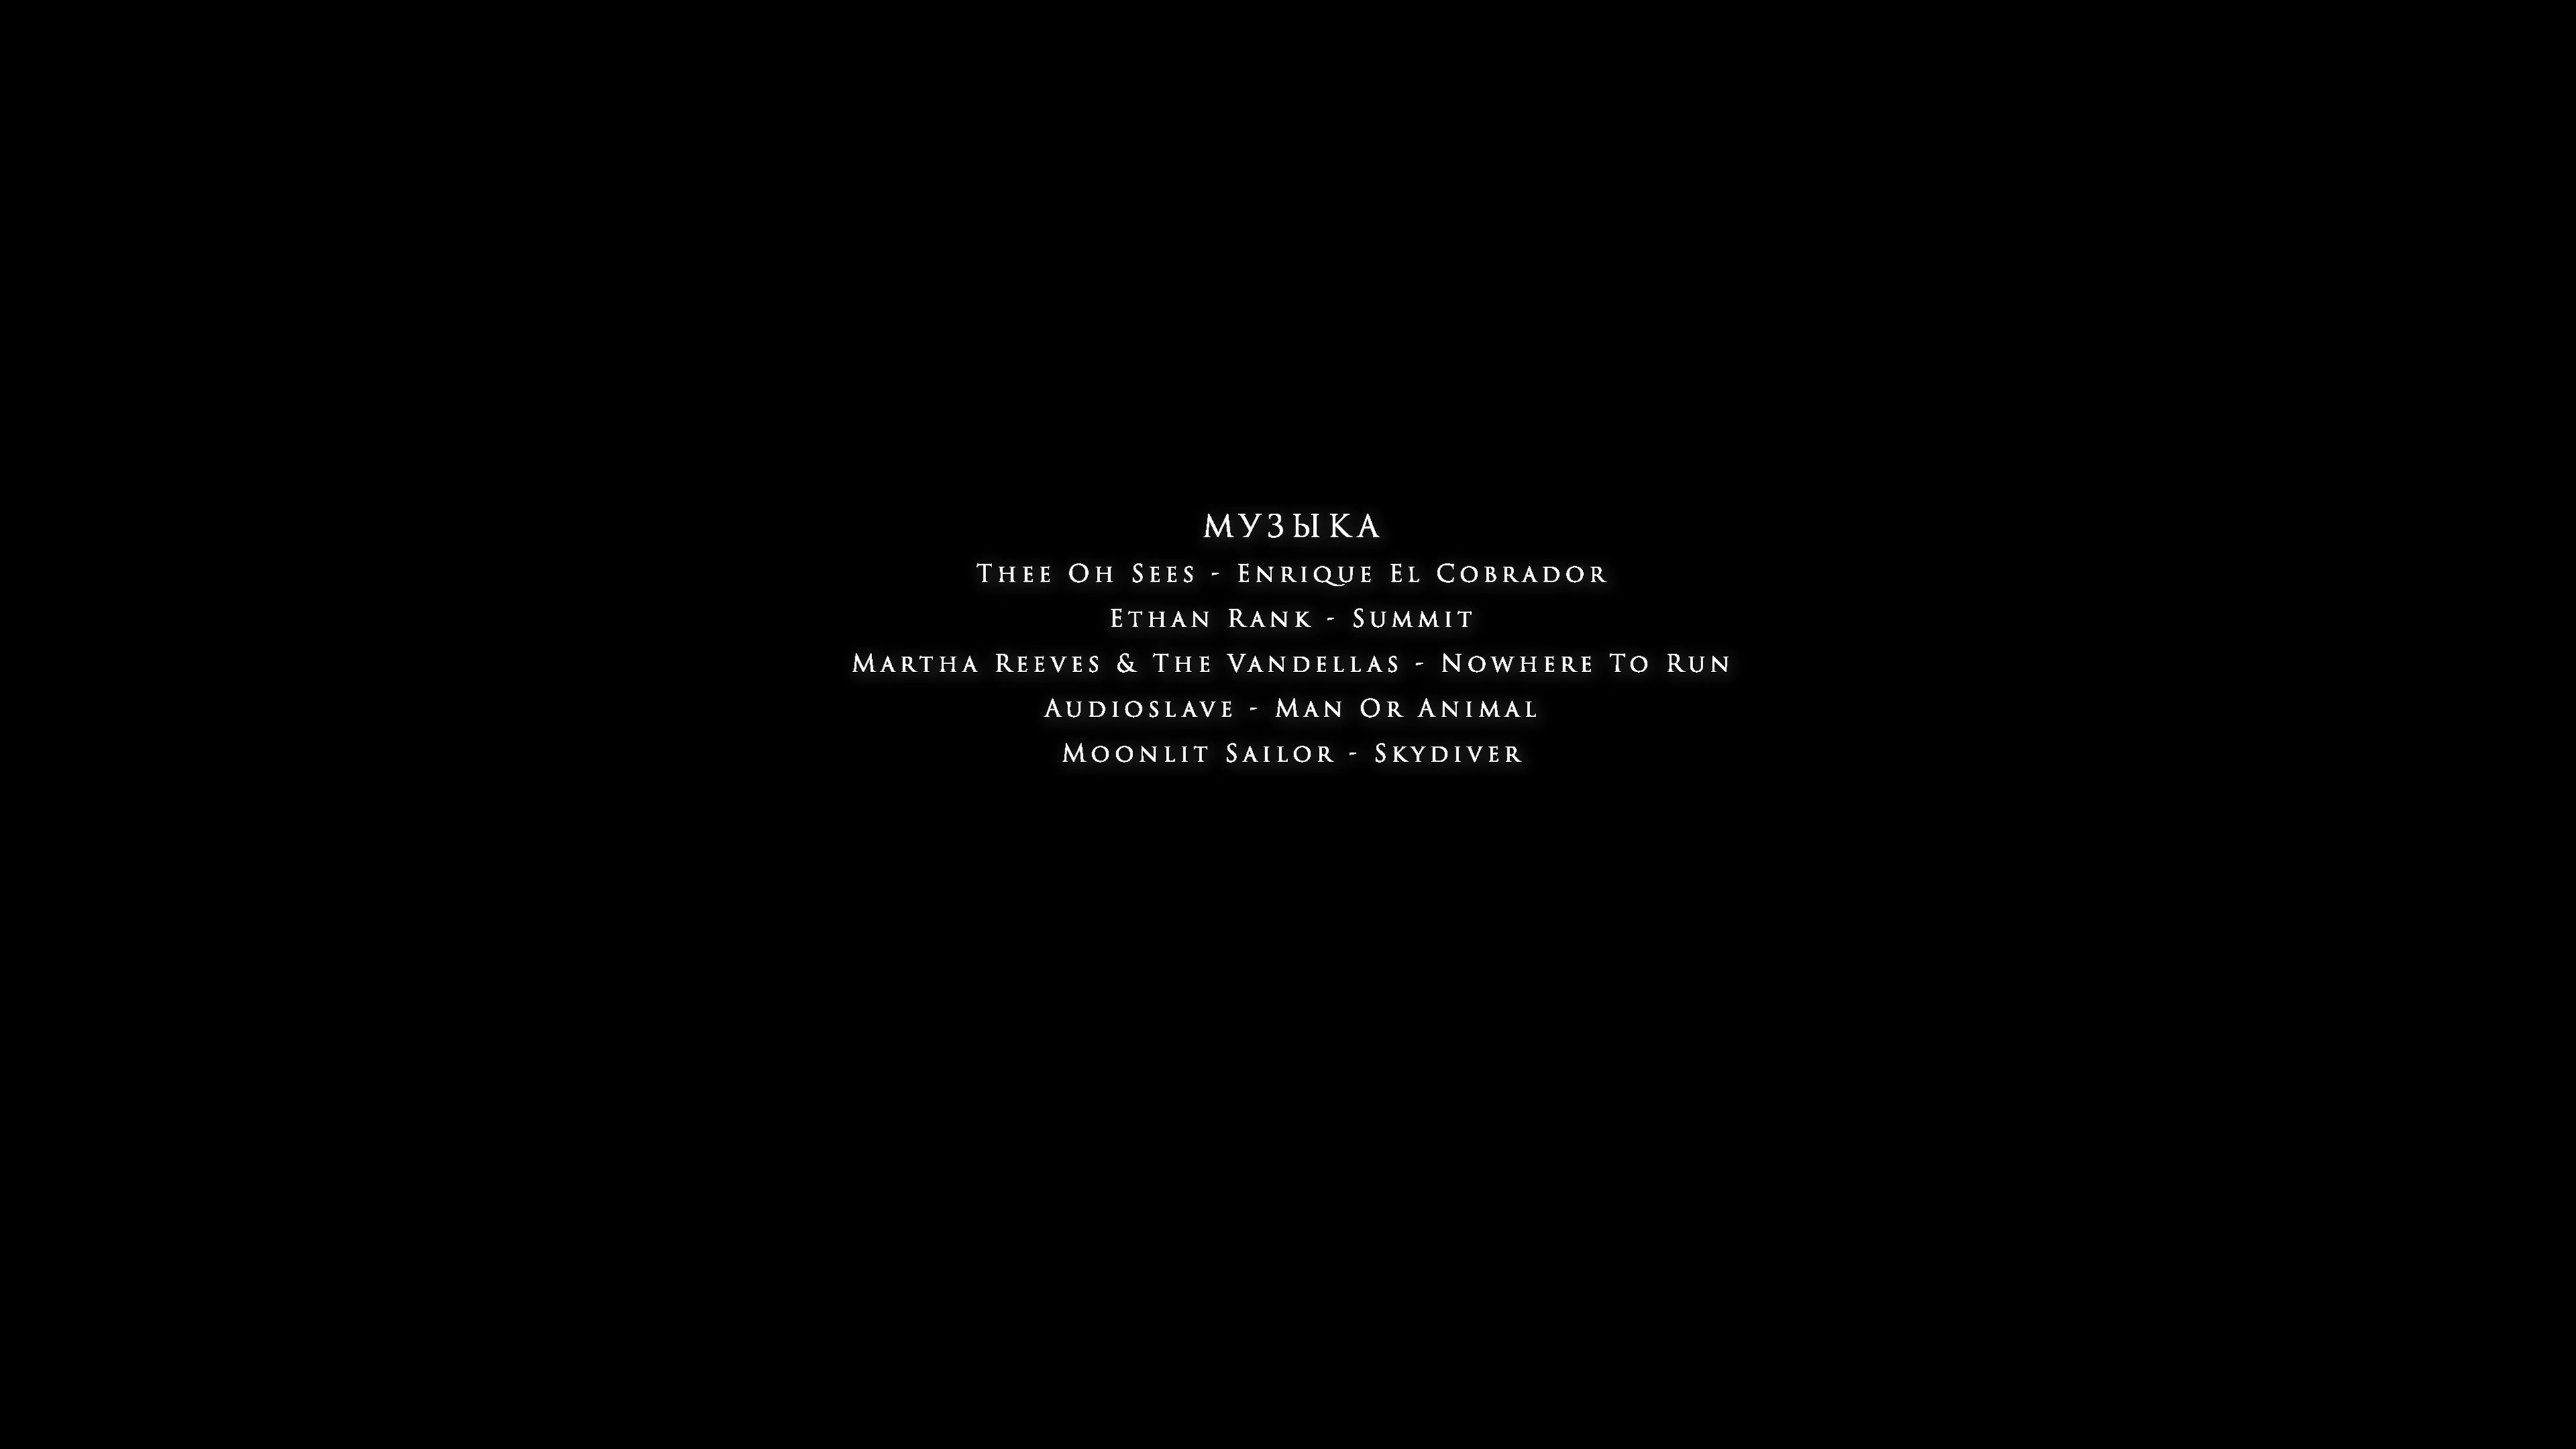 МУЗЫКА
Thee Oh Sees - Enrique El Cobrador
Ethan Rank - Summit
Martha Reeves & The Vandellas - Nowhere To Run
Audioslave - Man Or Animal
Moonlit Sailor - Skydiver